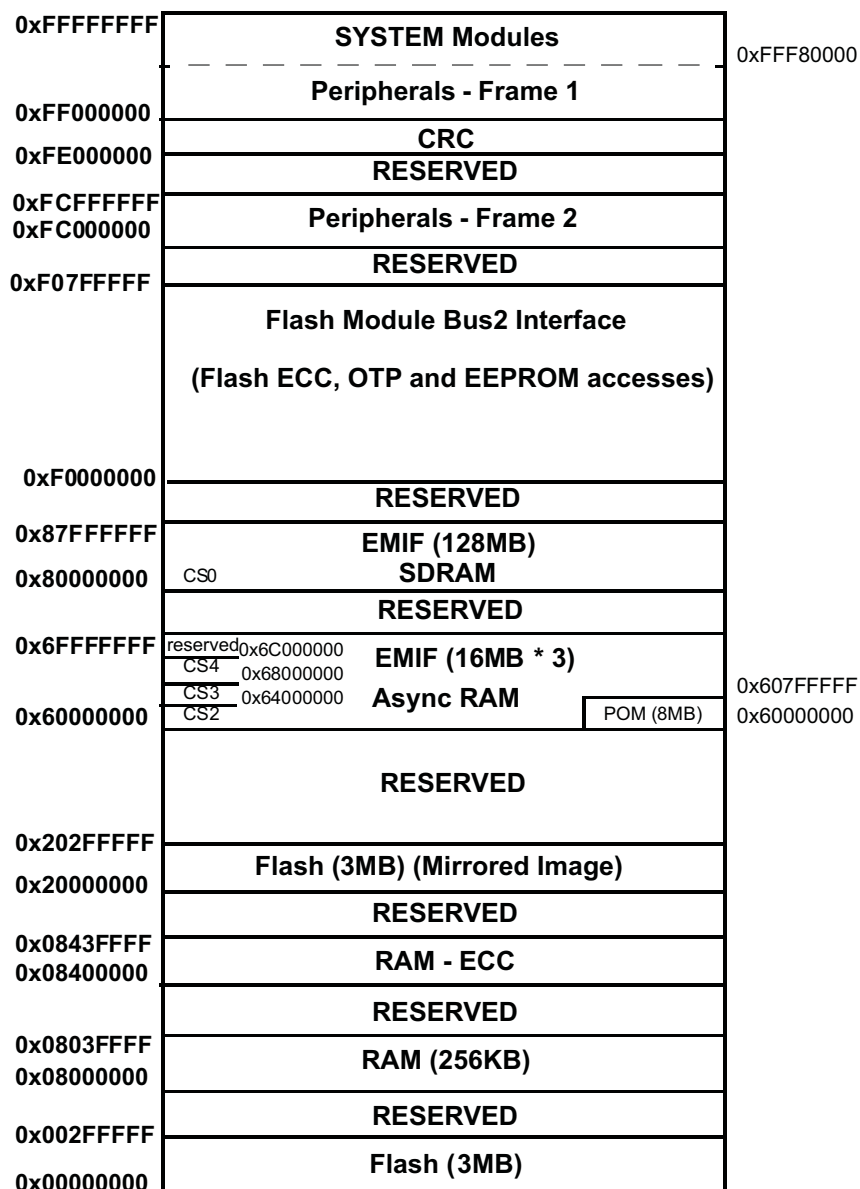 0xFFFFFFFF
SYSTEM Modules
0xFFF80000
Peripherals - Frame 1
0xFF000000
CRC
0xFE000000
RESERVED
0xFCFFFFFF
Peripherals - Frame 2
0xFC000000
RESERVED
0xF07FFFFF
Flash Module Bus2 Interface
(Flash ECC, OTP and EEPROM accesses)
0xF0000000
RESERVED
0x87FFFFFF
EMIF (128MB)
0x80000000
CS0
SDRAM
RESERVED
0x6FFFFFFF
reserved
0x6C000000
EMIF (16MB * 3)
CS4
0x68000000
CS3
0x64000000
Async RAM
0x607FFFFF
0x60000000
CS2
POM (8MB)
0x60000000
RESERVED
0x202FFFFF
Flash (3MB) (Mirrored Image)
0x20000000
RESERVED
0x0843FFFF
RAM - ECC
0x08400000
RESERVED
0x0803FFFF
RAM (256KB)
0x08000000
RESERVED
0x002FFFFF
Flash (3MB)
0x00000000